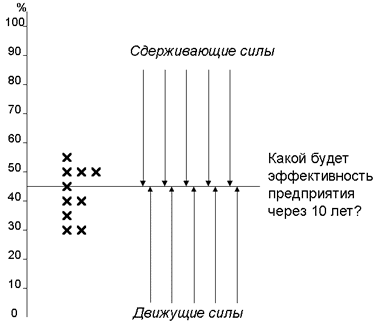 %
100
90
80
70
60
50
40
30
20
10
0
Сдерживающие силы
Какой будет
эффективность
предприятия
через 10 лет?
Движущие силы